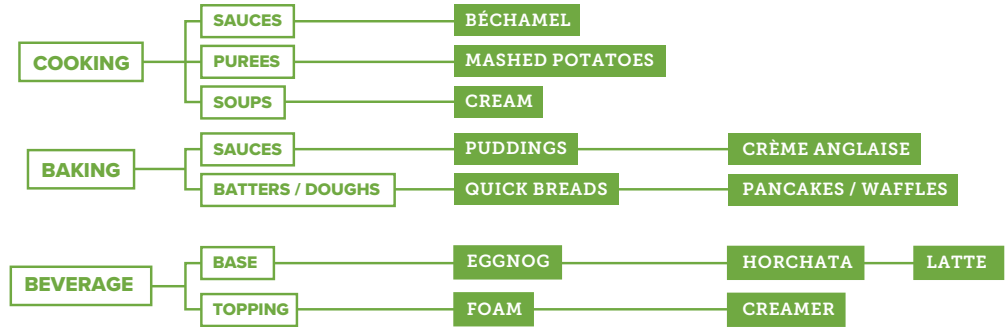 COOKING
SAUCES BÉCHAMEL
PUREES MASHED POTATOES
SOUPS CREAM
BAKING
SAUCES PUDDINGS CRÈME ANGLAISE
BATTERS / DOUGHS QUICK BREADS PANCAKES / WAFFLES
BEVERAGE
BASE EGGNOG HORCHATA LATTE
TOPPING FOAM CREAMER